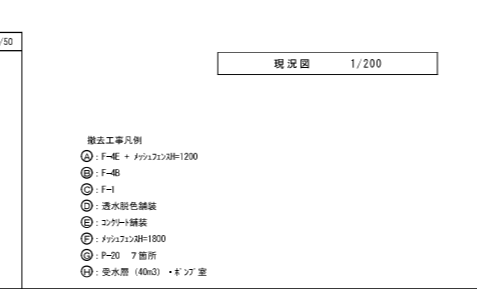 /50
現況図 1/200
撤去工事凡例
Ⓐ：F-4E + メッシュフェンスH=1200
Ⓑ：F-4B
Ⓒ：F-I
Ⓓ：透水脱色舗装
Ⓔ：コンクリート舗装
Ⓕ：メッシュフェンスH=1800
Ⓖ：P-20 7箇所
Ⓗ：受水層（40m3）・ポンプ室